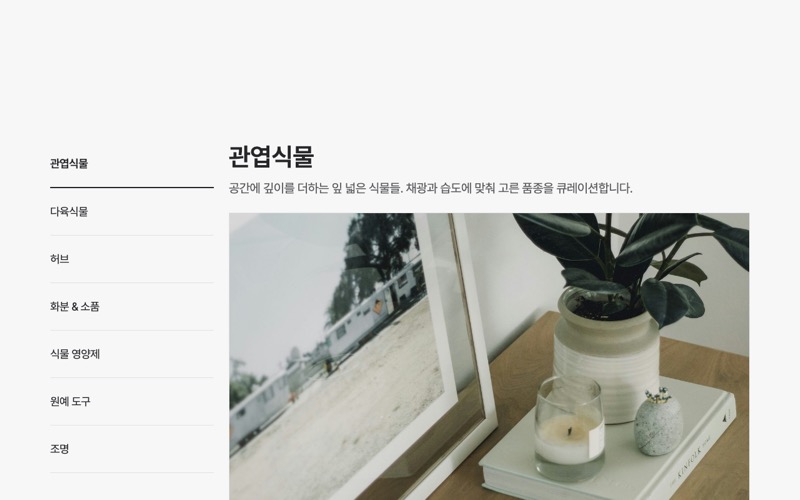 관엽식물
다육식물
허브
화분 & 소품
식물 영양제
원예 도구
조명
관엽식물
공간에 깊이를 더하는 잎 넓은 식물들. 채광과 습도에 맞춰 고른 품종을 큐레이션합니다.
KINFOLK